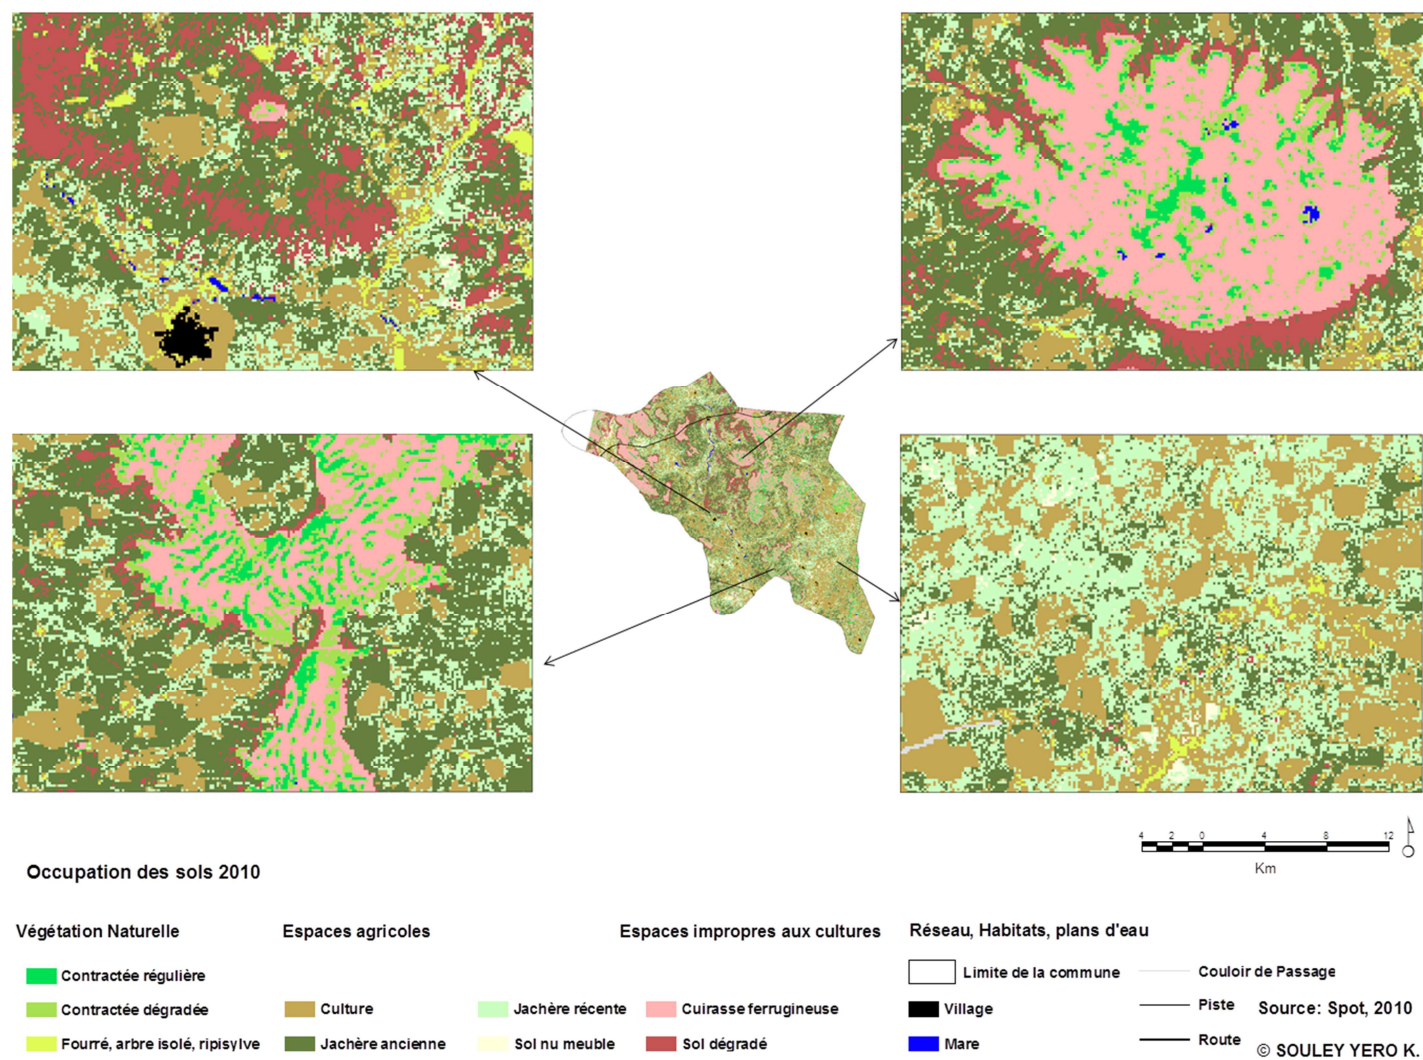 4 2 0 4 8 12
Km
Occupation des sols 2010
Végétation Naturelle
Contractée régulière
Contractée dégradée
Fourré, arbre isolé, ripisylve
Espaces agricoles
Culture
Jachère ancienne
Jachère récente
Sol nu meuble
Espaces impropres aux cultures
Cuirasse ferrugineuse
Sol dégradé
Réseau, Habitats, plans d'eau
Limite de la commune
Village
Mare
Couloir de Passage
Piste
Route
Source: Spot, 2010
© SOULEY YERO K.